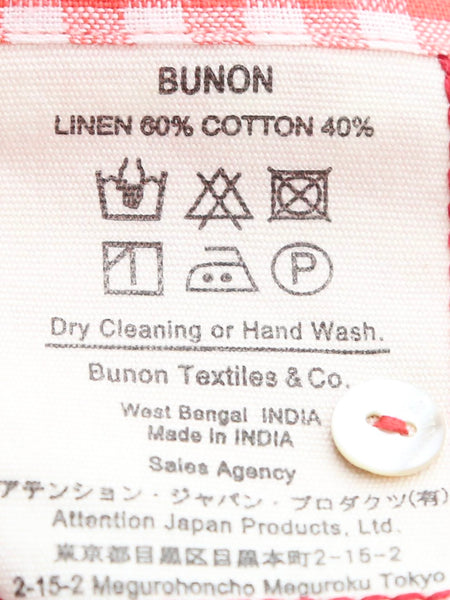 BUNON
LINEN 60% COTTON 40%
P
Dry Cleaning or Hand Wash.
Bunon Textiles & Co.
West Bengal INDIA
Made in INDIA
Sales Agency
アテンション・ジャパン・プロダクツ(有)
Attention Japan Products, Ltd.
東京都目黒区目黒本町2-15-2
2-15-2 Megurohoncho Meguroku Tokyo